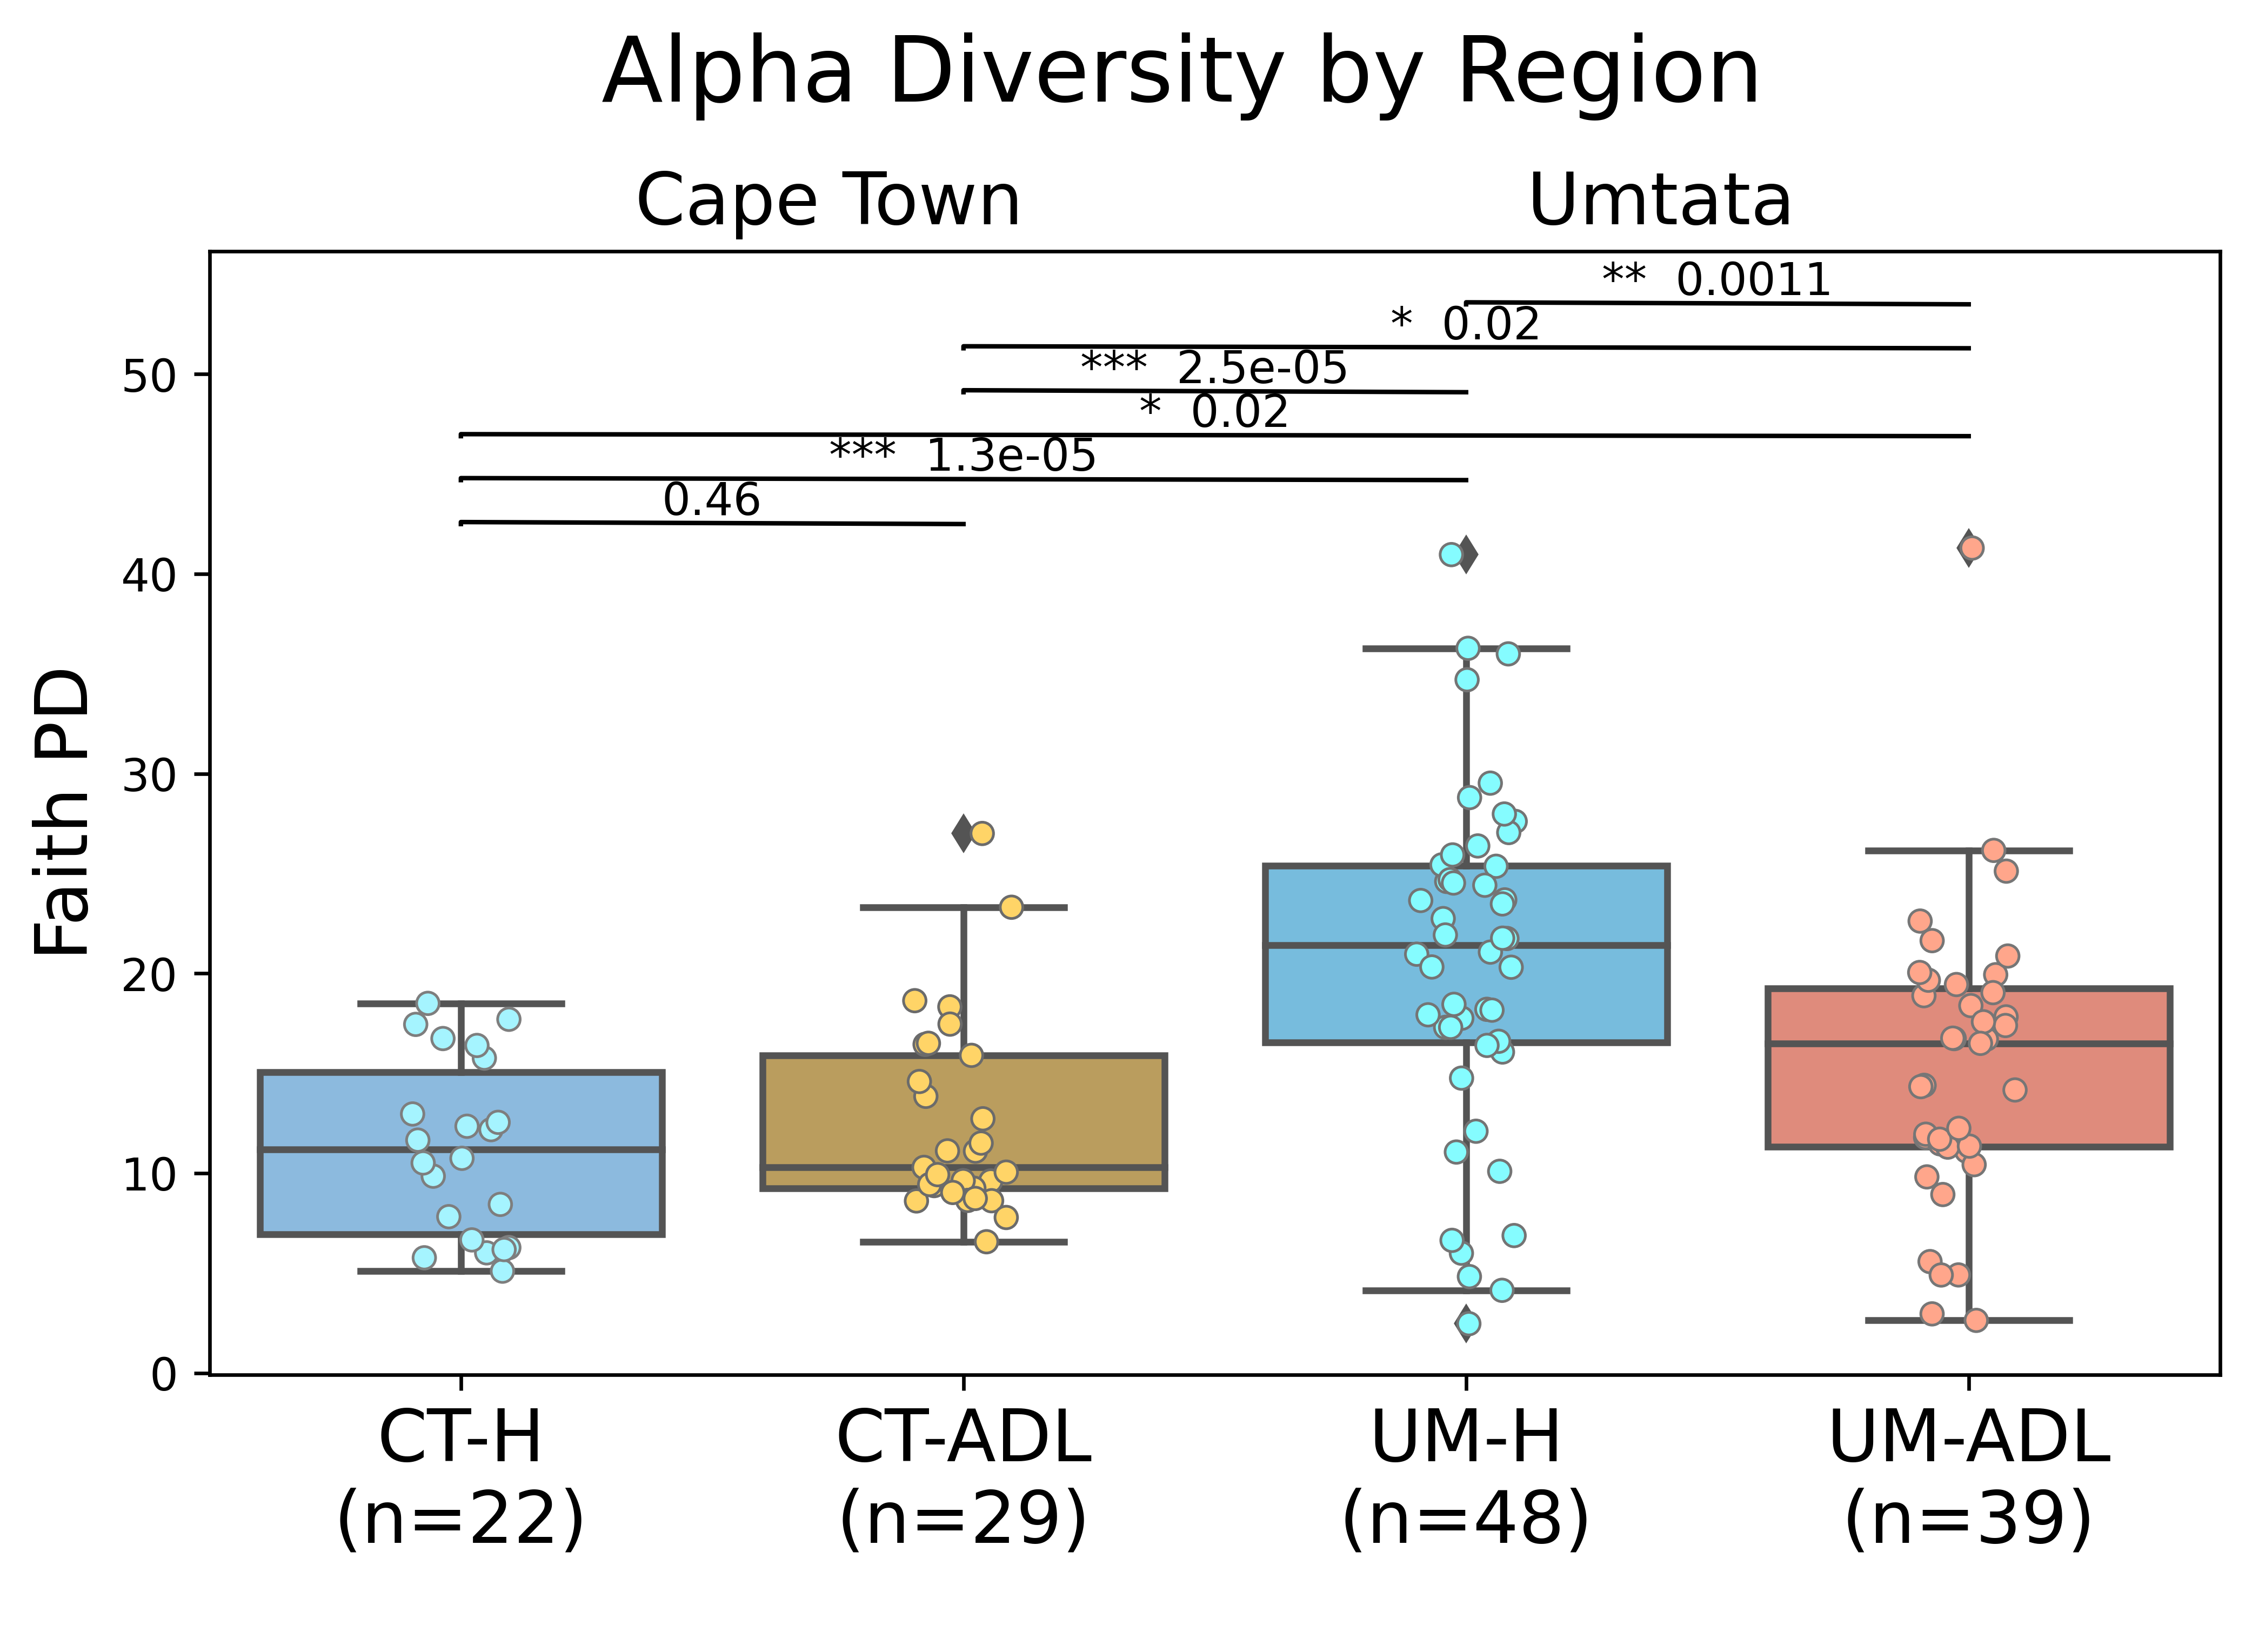 Alpha Diversity by Region
Cape Town Umtata
** 0.0011
* 0.02
*** 2.5e-05
* 0.02
*** 1.3e-05
0.46
Faith PD
50
40
30
20
10
0
CT-H CT-ADL UM-H UM-ADL
(n=22) (n=29) (n=48) (n=39)